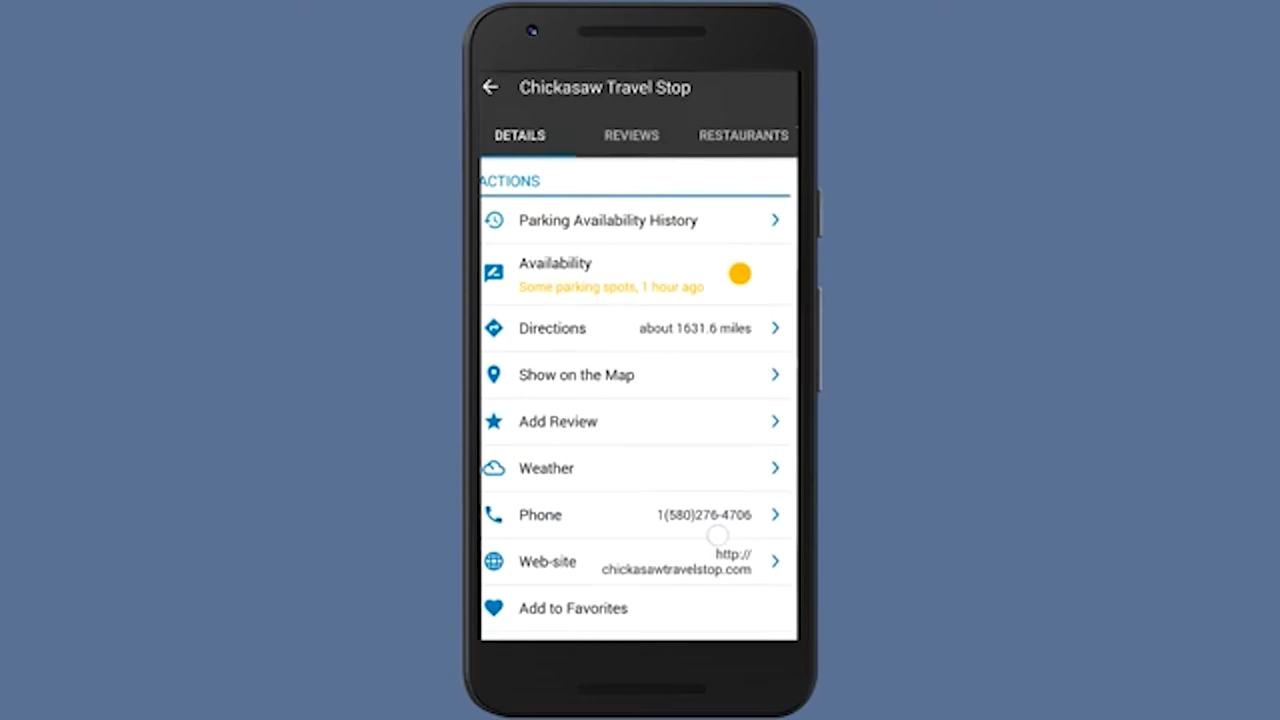 Chickasaw Travel Stop
DETAILS REVIEWS RESTAURANTS
ACTIONS
Parking Availability History
Availability
Some parking spots, 1 hour ago
Directions about 1631.6 miles
Show on the Map
Add Review
Weather
Phone 1(580)276-4706
Web-site http://
chickasawtravelstop.com
Add to Favorites